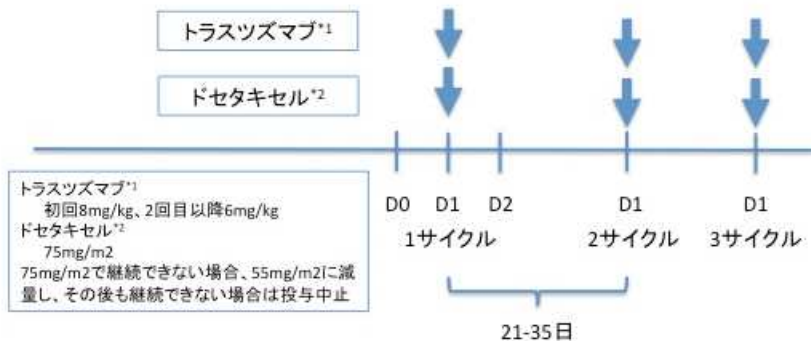 トラスツズマブ*1
ドセタキセル*2
トラスツズマブ*1
初回8mg/kg、2回目以降6mg/kg
ドセタキセル*2
75mg/m2
75mg/m2で継続できない場合、55mg/m2に減
量し、その後も継続できない場合は投与中止
D0 D1 D2 D1 D1
1サイクル 2サイクル 3サイクル
21-35日